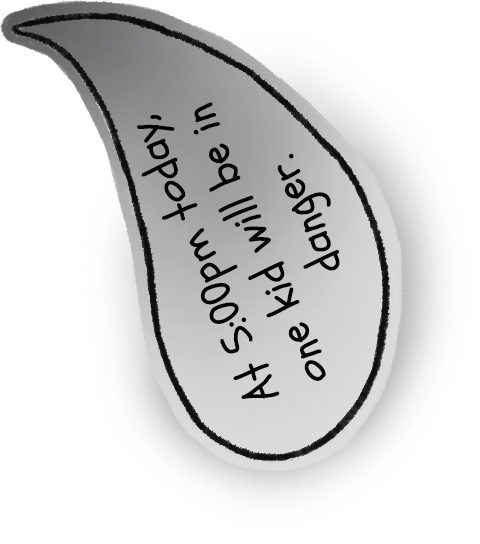 At 5:00pm today,
one kid will be in
danger.